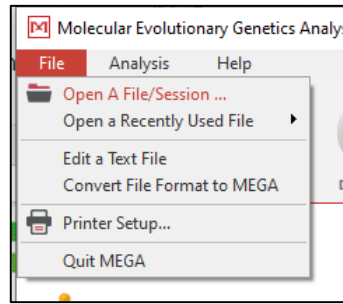 Molecular Evolutionary Genetics Analys
File Analysis Help
Open A File/Session ...
Open a Recently Used File
Edit a Text File
Convert File Format to MEGA
Printer Setup...
Quit MEGA